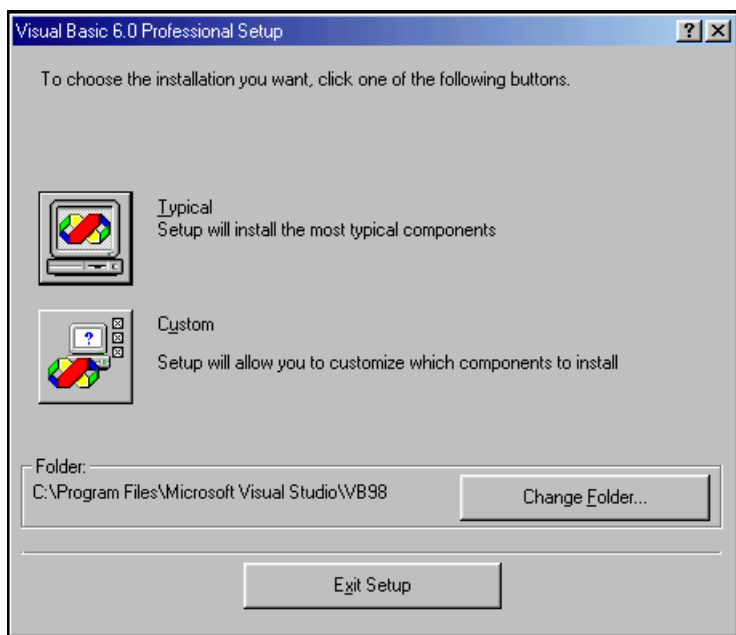 Visual Basic 6.0 Professional Setup
To choose the installation you want, click one of the following buttons.
Typical
Setup will install the most typical components
?
Custom
Setup will allow you to customize which components to install
Folder:
C:\Program Files\Microsoft Visual Studio\VB98
Change Folder...
Exit Setup